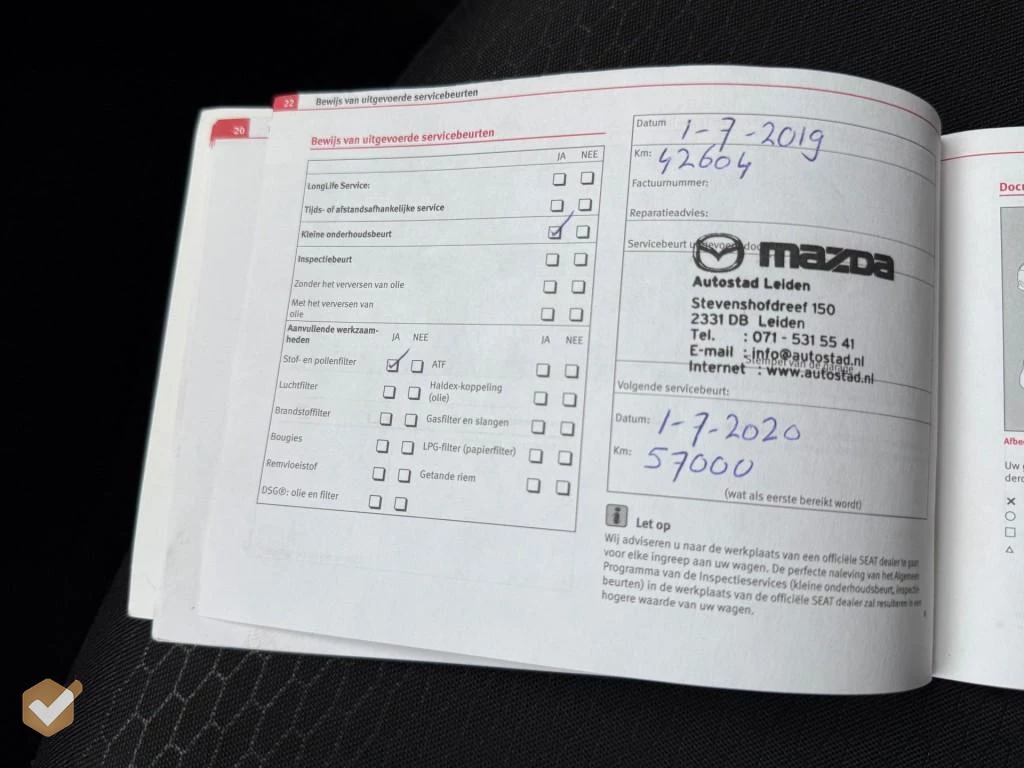 20
22 Bewijs van uitgevoerde servicebeurten
Bewijs van uitgevoerde servicebeurten
JA NEE
LongLife Service:
Tijds- of afstandsafhankelijke service
Kleine onderhoudsbeurt
Inspectiebeurt
Zonder het verversen van olie
Met het verversen van
olie
Aanvullende werkzaam-
heden
JA NEE
JA NEE
Stof- en pollenfilter
ATF
Luchtfilter
Haldex-koppeling
(olie)
Brandstoffilter
Gasfilter en slangen
Bougies
LPG-filter (papierfilter)
Remvloeistof
Getande riem
DSG®: olie en filter
Datum 1-7-2019
Km: 42604
Factuurnummer:
Reparatieadvies:
Servicebeurt
mazda
Autostad Leiden
Stevenshofdreef 150
2331 DB Leiden
Tel. : 071 - 531 55 41
E-mail : info@autostad.nl
Stempel van de garage
Internet : www.autostad.nl
Volgende servicebeurt:
Datum: 1-7-2020
Km: 57000
(wat als eerste bereikt wordt)
Let op
Wij adviseren u naar de werkplaats van een officiële SEAT dealer te gaan
voor elke ingreep aan uw wagen. De perfecte naleving van het Algemeen
Programma van de Inspectieservices (kleine onderhoudsbeurt, inspectie-
beurten) in de werkplaats van de officiële SEAT dealer zal resulteren in een
hogere waarde van uw wagen.
Uw